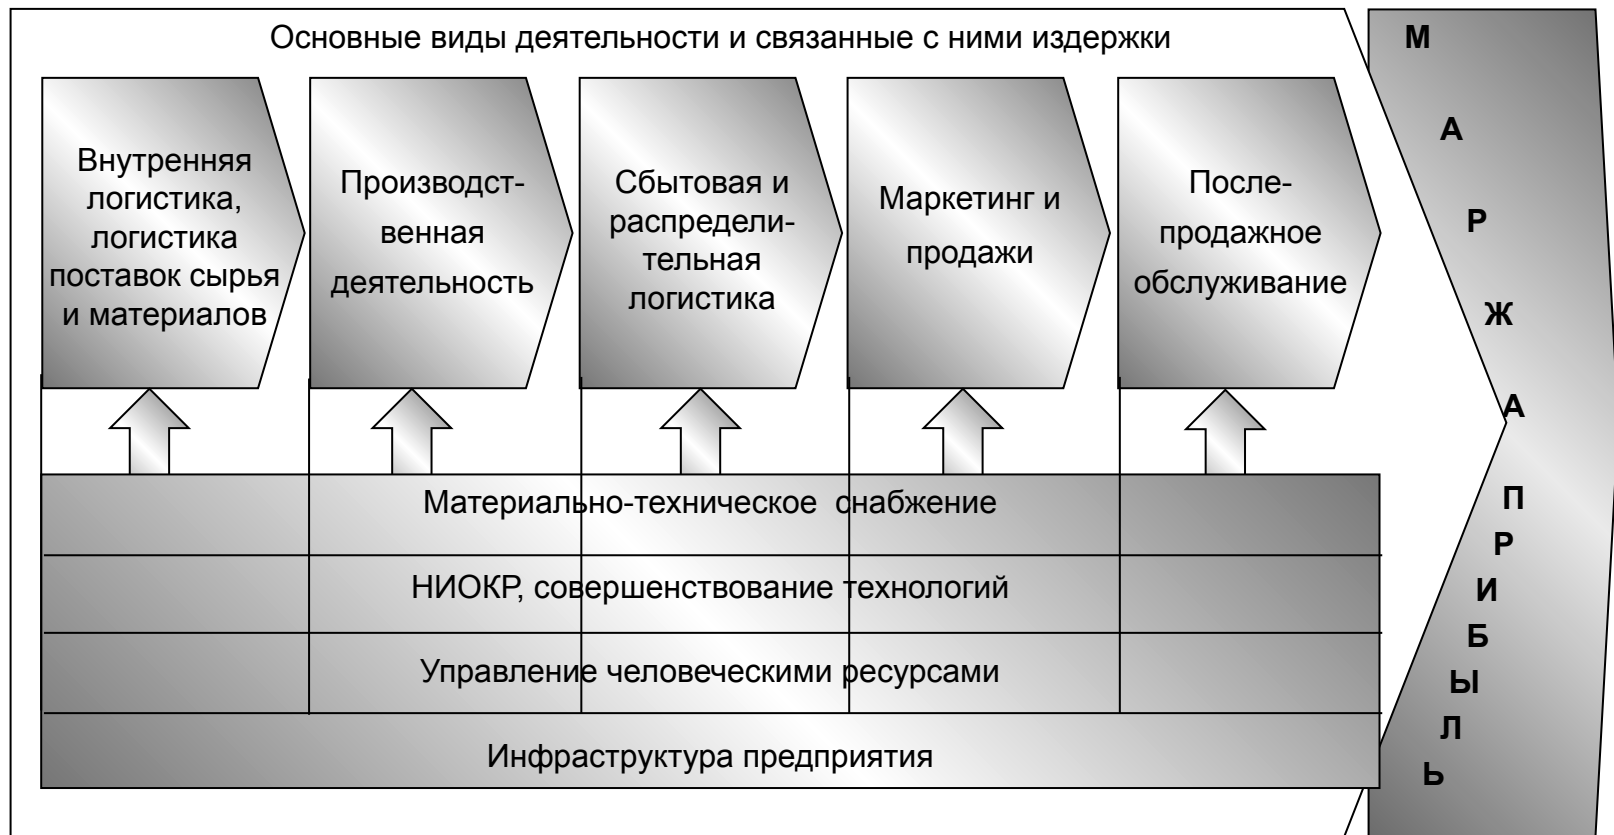 Основные виды деятельности и связанные с ними издержки
Внутренняя
логистика,
логистика
поставок сырья
и материалов
Производст-
венная
деятельность
Сбытовая и
распредели-
тельная
логистика
Маркетинг и
продажи
После-
продажное
обслуживание
Материально-техническое снабжение
НИОКР, совершенствование технологий
Управление человеческими ресурсами
Инфраструктура предприятия
М
А
Р
Ж
А
П
Р
И
Б
Ы
Л
Ь